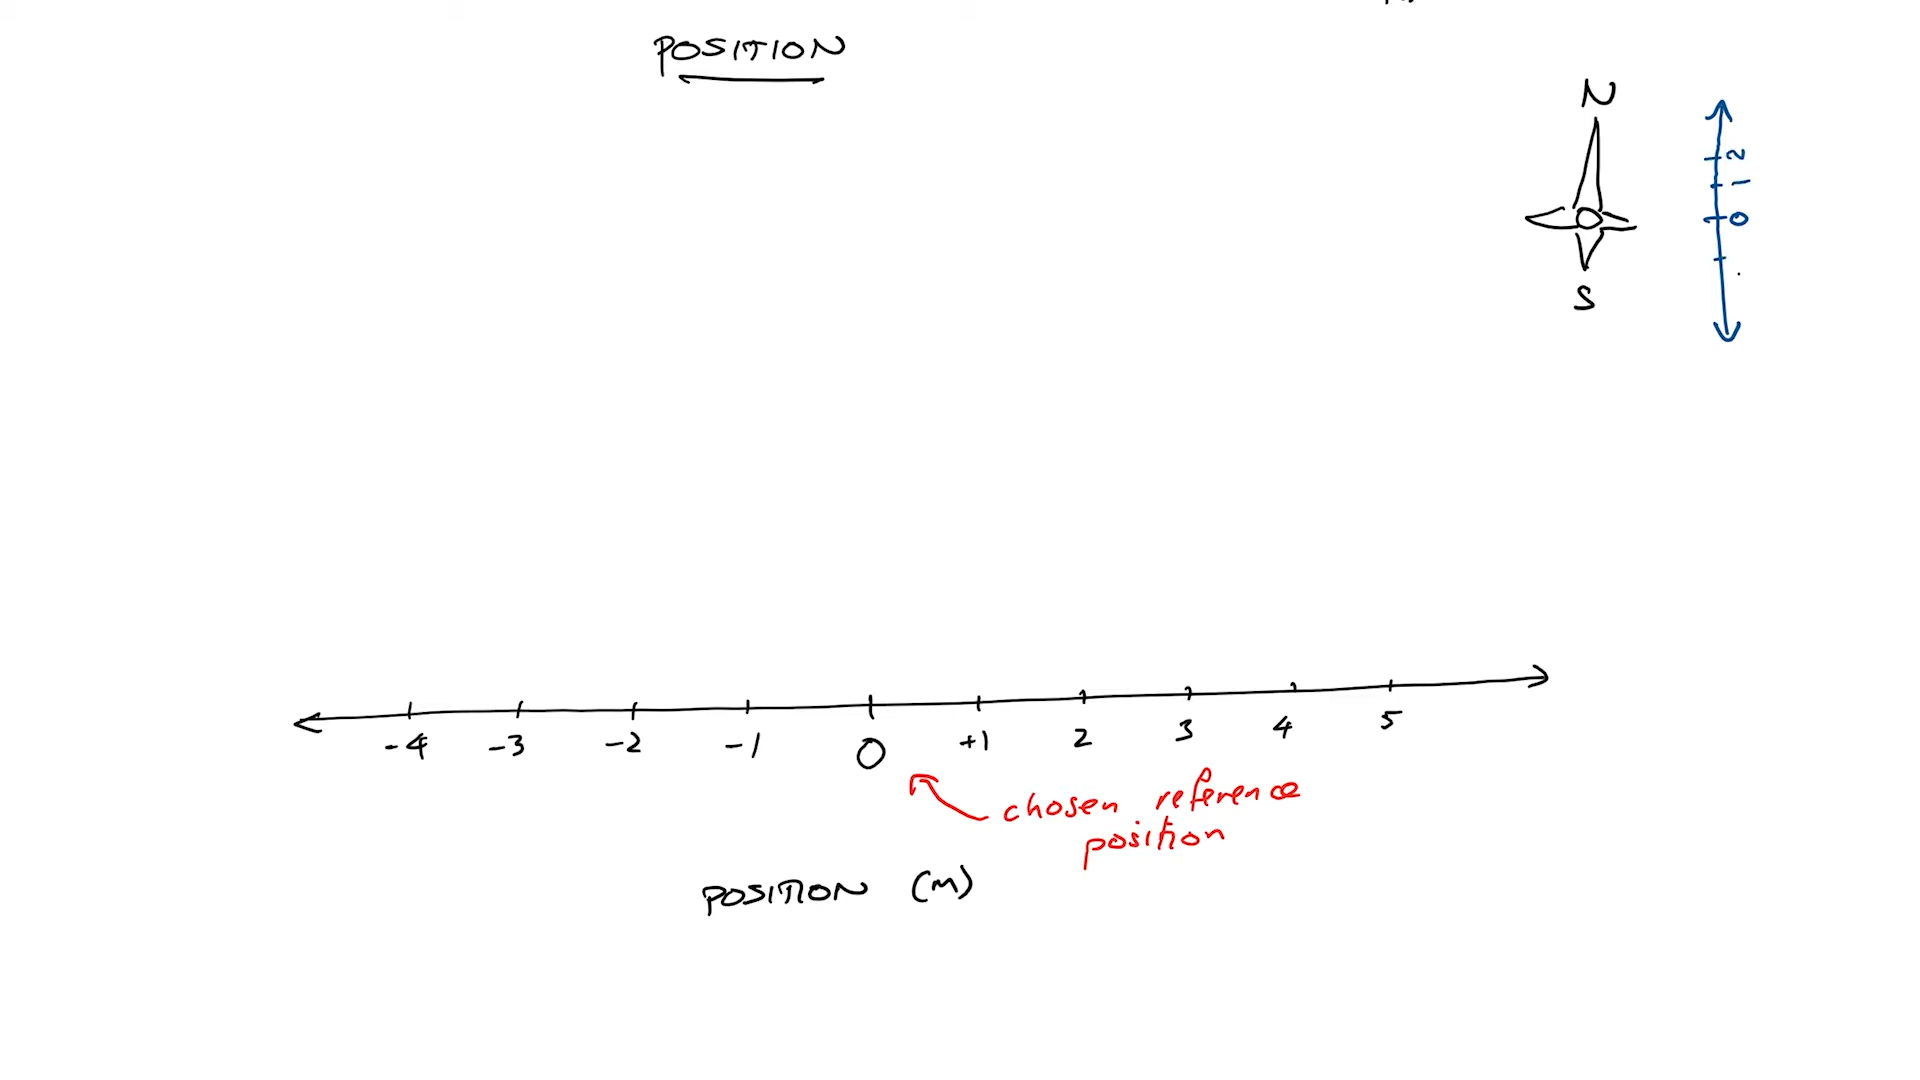 POSITION
N
2
1
0
S
-4 -3 -2 -1 0 +1 2 3 4 5
chosen reference
position
POSITION (m)